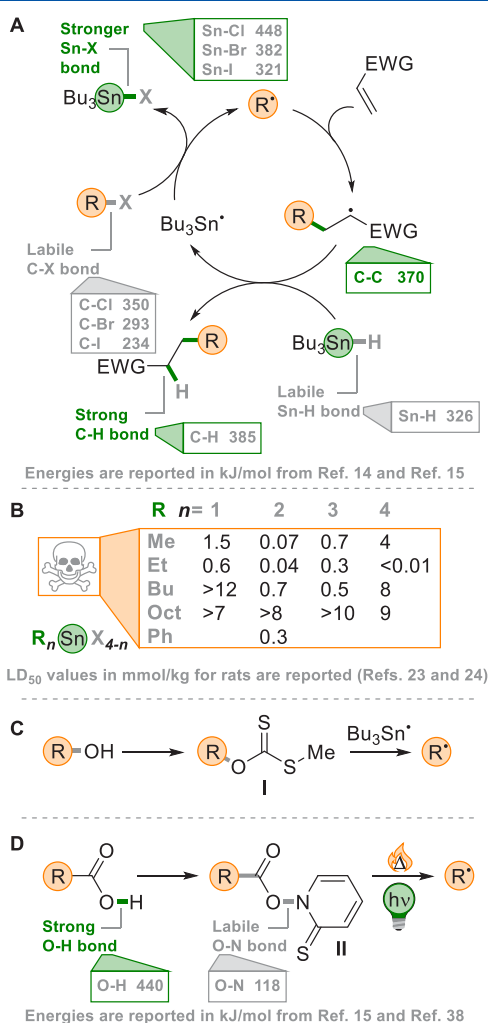 A
Stronger
Sn-X
bond
Sn-Cl 448
Sn-Br 382
Sn-I 321
Bu3Sn-X
R•
EWG
R-X
Bu3Sn•
R
EWG
Labile
C-X bond
C-C 370
C-Cl 350
C-Br 293
C-I 234
R
EWG
H
Bu3Sn-H
Labile
Sn-H bond
Sn-H 326
Strong
C-H bond
C-H 385
Energies are reported in kJ/mol from Ref. 14 and Ref. 15
B
R n= 1 2 3 4
Me 1.5 0.07 0.7 4
Et 0.6 0.04 0.3 <0.01
Bu >12 0.7 0.5 8
Oct >7 >8 >10 9
Ph 0.3
RnSnX4-n
LD50 values in mmol/kg for rats are reported (Refs. 23 and 24)
C
R-OH
R O S S Me
I
Bu3Sn•
R•
D
R O O-H
R O O N S
II
Δ
hν
R•
Strong
O-H bond
O-H 440
Labile
O-N bond
O-N 118
Energies are reported in kJ/mol from Ref. 15 and Ref. 38